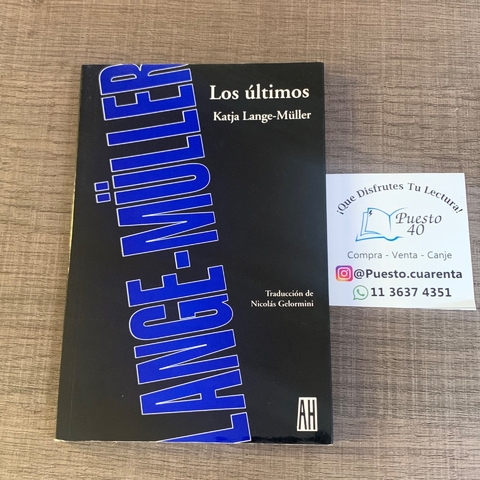 LANGE-MÜLLER
Los últimos
Katja Lange-Müller
Traducción de
Nicolás Gelormini
AH
¡Que Disfrutes Tu Lectura!
Puesto
40
Compra - Venta - Canje
@Puesto.cuarenta
11 3637 4351